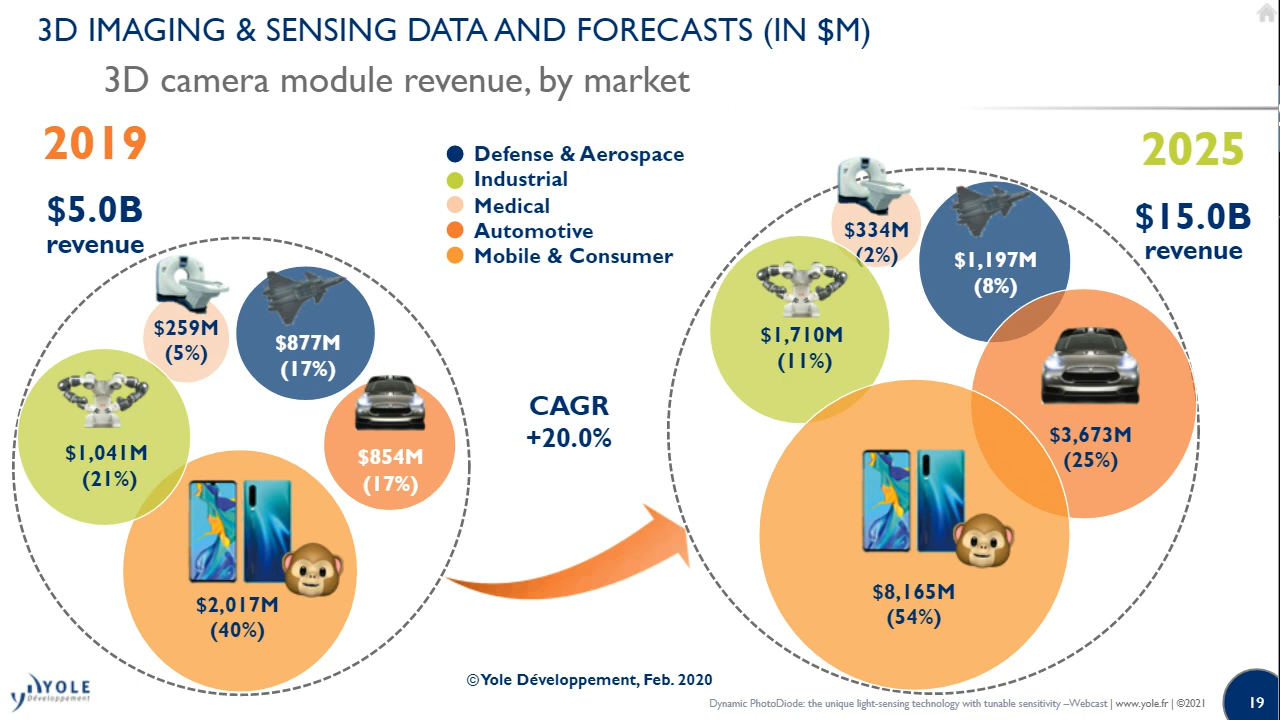 3D IMAGING & SENSING DATA AND FORECASTS (IN $M)
3D camera module revenue, by market
2019
$5.0B
revenue
Defense & Aerospace
Industrial
Medical
Automotive
Mobile & Consumer
2025
$15.0B
revenue
$259M
(5%)
$877M
(17%)
$1,041M
(21%)
$854M
(17%)
$2,017M
(40%)
CAGR
+20.0%
$334M
(2%)
$1,197M
(8%)
$1,710M
(11%)
$3,673M
(25%)
$8,165M
(54%)
YOLE
Développement
©Yole Développement, Feb. 2020
Dynamic PhotoDiode: the unique light-sensing technology with tunable sensitivity –Webcast | www.yole.fr | ©2021
19